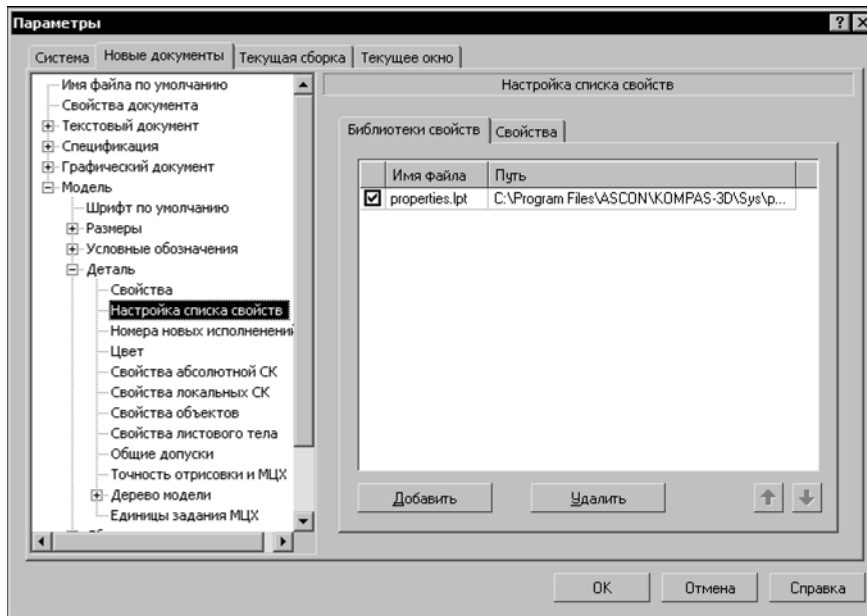 Параметры
Система Новые документы Текущая сборка Текущее окно
Имя файла по умолчанию
Свойства документа
Текстовый документ
Спецификация
Графический документ
Модель
Шрифт по умолчанию
Размеры
Условные обозначения
Деталь
Свойства
Настройка списка свойств
Номера новых исполнений
Цвет
Свойства абсолютной СК
Свойства локальных СК
Свойства объектов
Свойства листового тела
Общие допуски
Точность отрисовки и МЦХ
Дерево модели
Единицы задания МЦХ
Настройка списка свойств
Библиотеки свойств Свойства
Имя файла Путь
properties.lpt C:\Program Files\ASCON\KOMPAS-3D\Sys\p...
Добавить Удалить
OK Отмена Справка